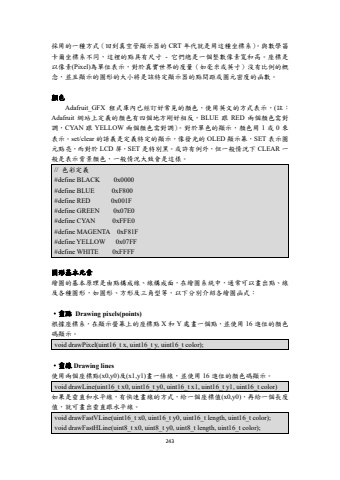 採用的一種方式(回到真空管顯示器的 CRT 年代就是用這種坐標系)，與數學笛
卡爾坐標系不同，這裡的點具有尺寸 - 它們總是一個整數像素寬和高。座標是
以像素(Pixel)為單位表示，對於真實世界的度量(如毫米或英寸)沒有比例的概
念，並且顯示的圖形的大小將是該特定顯示器的點間距或圖元密度的函數。
顏色
Adafruit_GFX 程式庫內已經訂好常見的顏色，使用英文的方式表示，(註：
Adafruit 網站上定義的顏色有四個地方剛好相反，BLUE 跟 RED 兩個顏色當對
調，CYAN 跟 YELLOW 兩個顏色當對調)。對於單色的顯示，顏色用 1 或 0 來
表示。set/clear 的語義是定義特定的顯示，像發光的 OLED 顯示幕，SET 表示圖
元點亮，而對於 LCD 屏，SET 是特別黑。或許有例外，但一般情況下 CLEAR 一
般是表示背景顏色，一般情況大致會是這樣。
// 色彩定義
#define BLACK 0x0000
#define BLUE 0xF800
#define RED 0x001F
#define GREEN 0x07E0
#define CYAN 0xFFE0
#define MAGENTA 0xF81F
#define YELLOW 0x07FF
#define WHITE 0xFFFF
圖形基本元素
繪圖的基本原理是由點構成線、線構成面，在繪圖系統中，通常可以畫出點、線
及各種圖形，如圓形、方形及三角型等，以下分別介紹各繪圖函式：
•畫點 Drawing pixels(points)
根據座標系，在顯示螢幕上的座標點 X 和 Y 處畫一個點，並使用 16 進位的顏色
碼顯示。
void drawPixel(uint16_t x, uint16_t y, uint16_t color);
•畫線 Drawing lines
使用兩個座標點(x0,y0)及(x1,y1)畫一條線，並使用 16 進位的顏色碼顯示。
void drawLine(uint16_t x0, uint16_t y0, uint16_t x1, uint16_t y1, uint16_t color)
如果是垂直和水平線，有快速畫線的方式，給一個座標值(x0,y0)，再給一個長度
值，就可畫出垂直跟水平線。
void drawFastVLine(uint16_t x0, uint16_t y0, uint16_t length, uint16_t color);
void drawFastHLine(uint8_t x0, uint8_t y0, uint8_t length, uint16_t color);
243